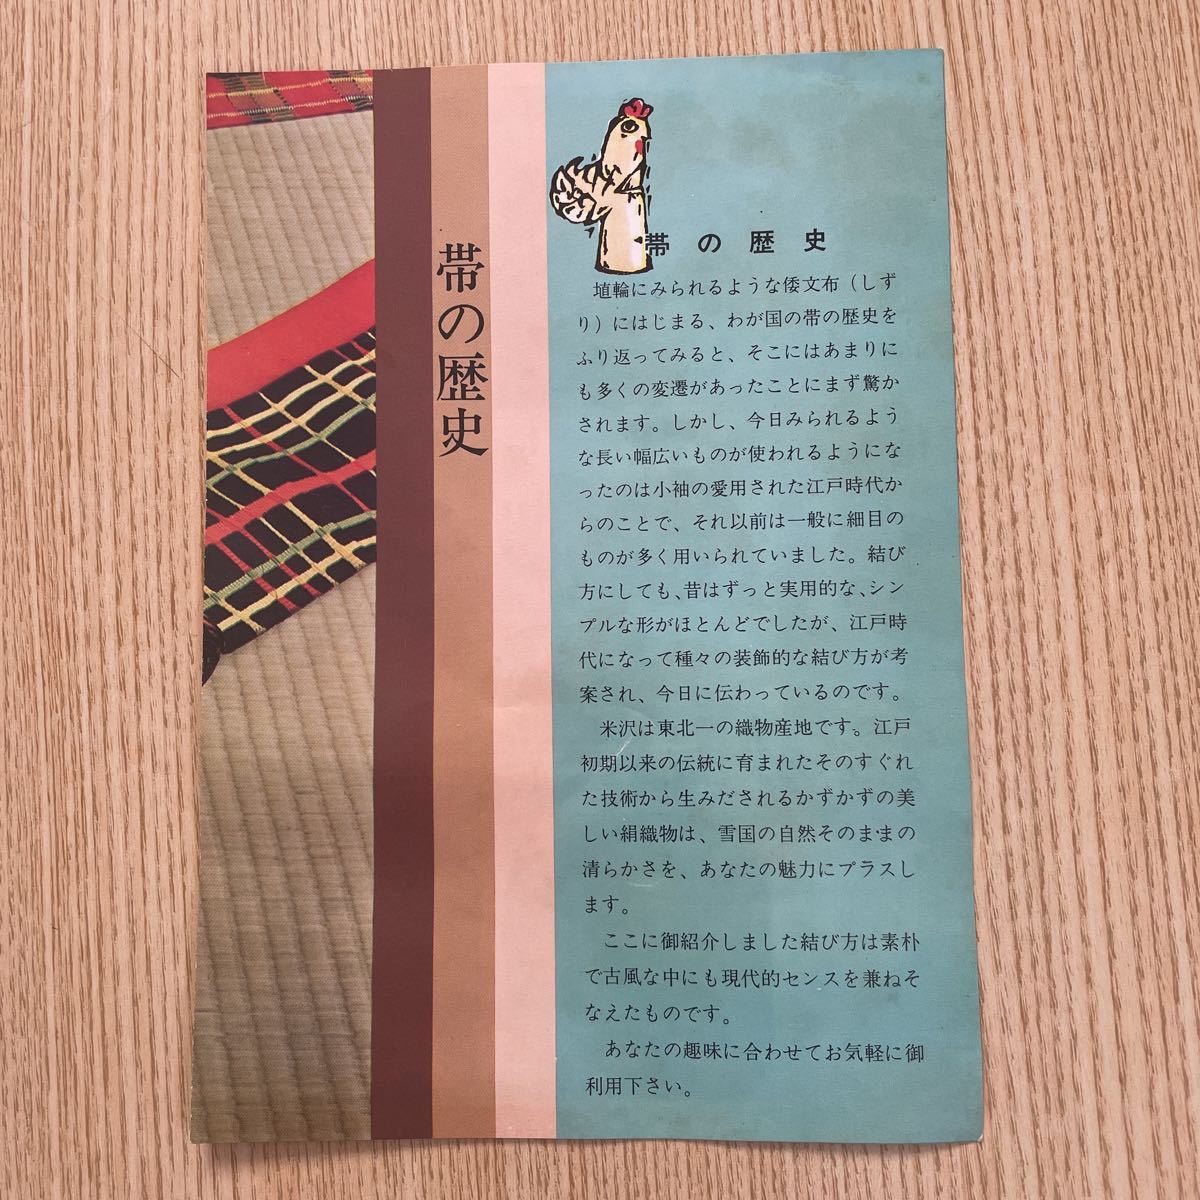 帯の歴史
帯の歴史
埴輪にみられるような倭文布（しず
り）にはじまる、わが国の帯の歴史を
ふり返ってみると、そこにはあまりに
も多くの変遷があったことにまず驚か
されます。しかし、今日みられるよう
な長い幅広いものが使われるようにな
ったのは小袖の愛用された江戸時代か
らのことで、それ以前は一般に細目の
ものが多く用いられていました。結び
方にしても、昔はずっと実用的な、シン
プルな形がほとんどでしたが、江戸時
代になって種々の装飾的な結び方が考
案され、今日に伝わっているのです。
米沢は東北一の織物産地です。江戸
初期以来の伝統に育まれたそのすぐれ
た技術から生みだされるかずかずの美
しい絹織物は、雪国の自然そのままの
清らかさを、あなたの魅力にプラスし
ます。
ここに御紹介しました結び方は素朴
で古風な中にも現代的センスを兼ねそ
なえたものです。
あなたの趣味に合わせてお気軽に御
利用下さい。